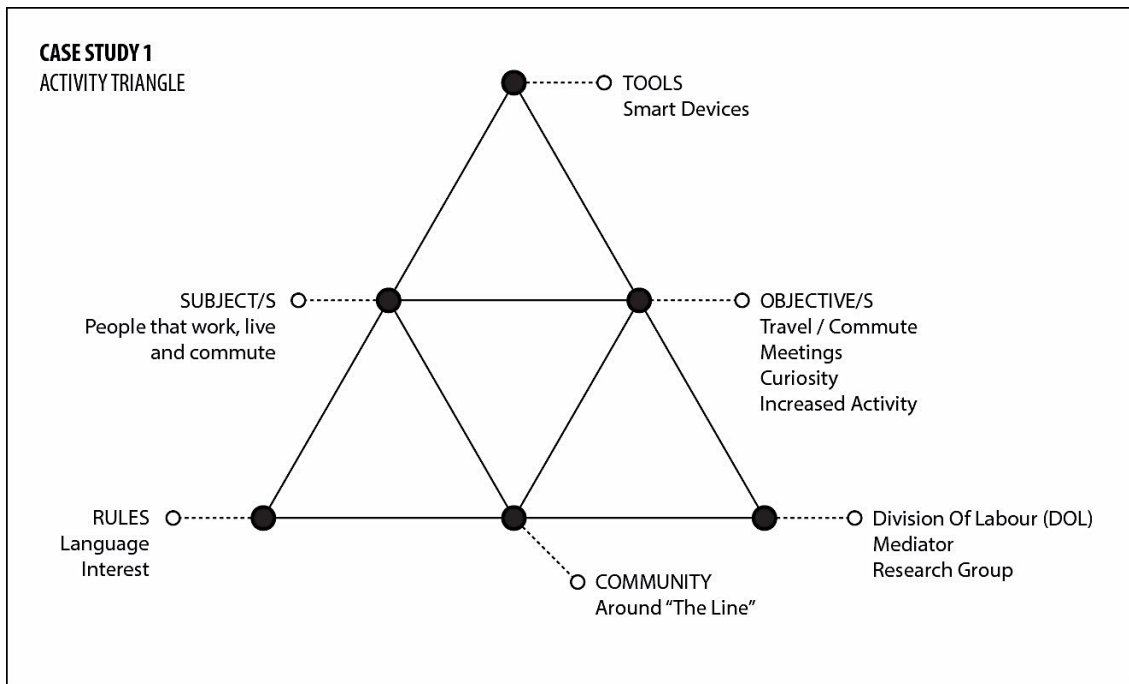 CASE STUDY 1
ACTIVITY TRIANGLE
TOOLS
Smart Devices
SUBJECT/S
People that work, live
and commute
OBJECTIVE/S
Travel / Commute
Meetings
Curiosity
Increased Activity
RULES
Language
Interest
COMMUNITY
Around “The Line”
Division Of Labour (DOL)
Mediator
Research Group